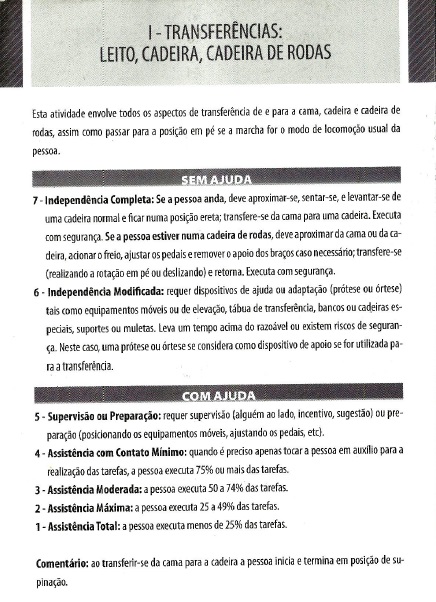 I - TRANSFERÊNCIAS:
LEITO, CADEIRA, CADEIRA DE RODAS
Esta atividade envolve todos os aspectos de transferência de e para a cama, cadeira e cadeira de
rodas, assim como passar para a posição em pé se a marcha for o modo de locomoção usual da
pessoa.
SEM AJUDA
7 - Independência Completa: Se a pessoa anda, deve aproximar-se, sentar-se, e levantar-se de
uma cadeira normal e ficar numa posição ereta; transfere-se da cama para uma cadeira. Executa
com segurança. Se a pessoa estiver numa cadeira de rodas, deve aproximar da cama ou da ca-
deira, acionar o freio, ajustar os pedais e remover o apoio dos braços caso necessário; transfere-se
(realizando a rotação em pé ou deslizando) e retorna. Executa com segurança.
6 - Independência Modificada: requer dispositivos de ajuda ou adaptação (prótese ou órtese)
tais como equipamentos móveis ou de elevação, tábua de transferência, bancos ou cadeiras es-
peciais, suportes ou muletas. Leva um tempo acima do razoável ou existem riscos de seguran-
ça. Neste caso, uma prótese ou órtese se considera como dispositivo de apoio se for utilizada pa-
ra a transferência.
COM AJUDA
5 - Supervisão ou Preparação: requer supervisão (alguém ao lado, incentivo, sugestão) ou pre-
paração (posicionando os equipamentos móveis, ajustando os pedais, etc).
4 - Assistência com Contato Mínimo: quando é preciso apenas tocar a pessoa em auxílio para a
realização das tarefas, a pessoa executa 75% ou mais das tarefas.
3 - Assistência Moderada: a pessoa executa 50 a 74% das tarefas.
2 - Assistência Máxima: a pessoa executa 25 a 49% das tarefas.
1 - Assistência Total: a pessoa executa menos de 25% das tarefas.
Comentário: ao transferir-se da cama para a cadeira a pessoa inicia e termina em posição de su-
pinação.